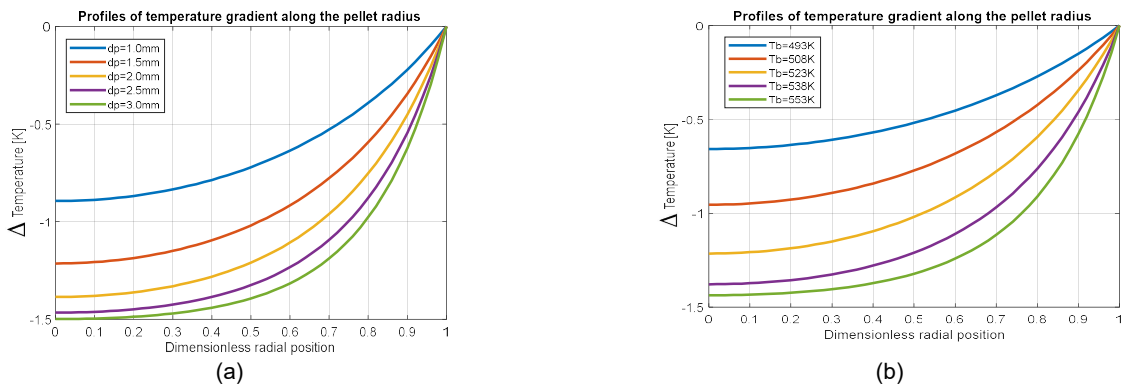 Profiles of temperature gradient along the pellet radius
0
-0.5
-1
-1.5
Δ Temperature [K]
dp=1.0mm
dp=1.5mm
dp=2.0mm
dp=2.5mm
dp=3.0mm
0 0.1 0.2 0.3 0.4 0.5 0.6 0.7 0.8 0.9 1
Dimensionless radial position
(a)
Profiles of temperature gradient along the pellet radius
0
-0.5
-1
-1.5
Δ Temperature [K]
Tb=493K
Tb=508K
Tb=523K
Tb=538K
Tb=553K
0 0.1 0.2 0.3 0.4 0.5 0.6 0.7 0.8 0.9 1
Dimensionless radial position
(b)